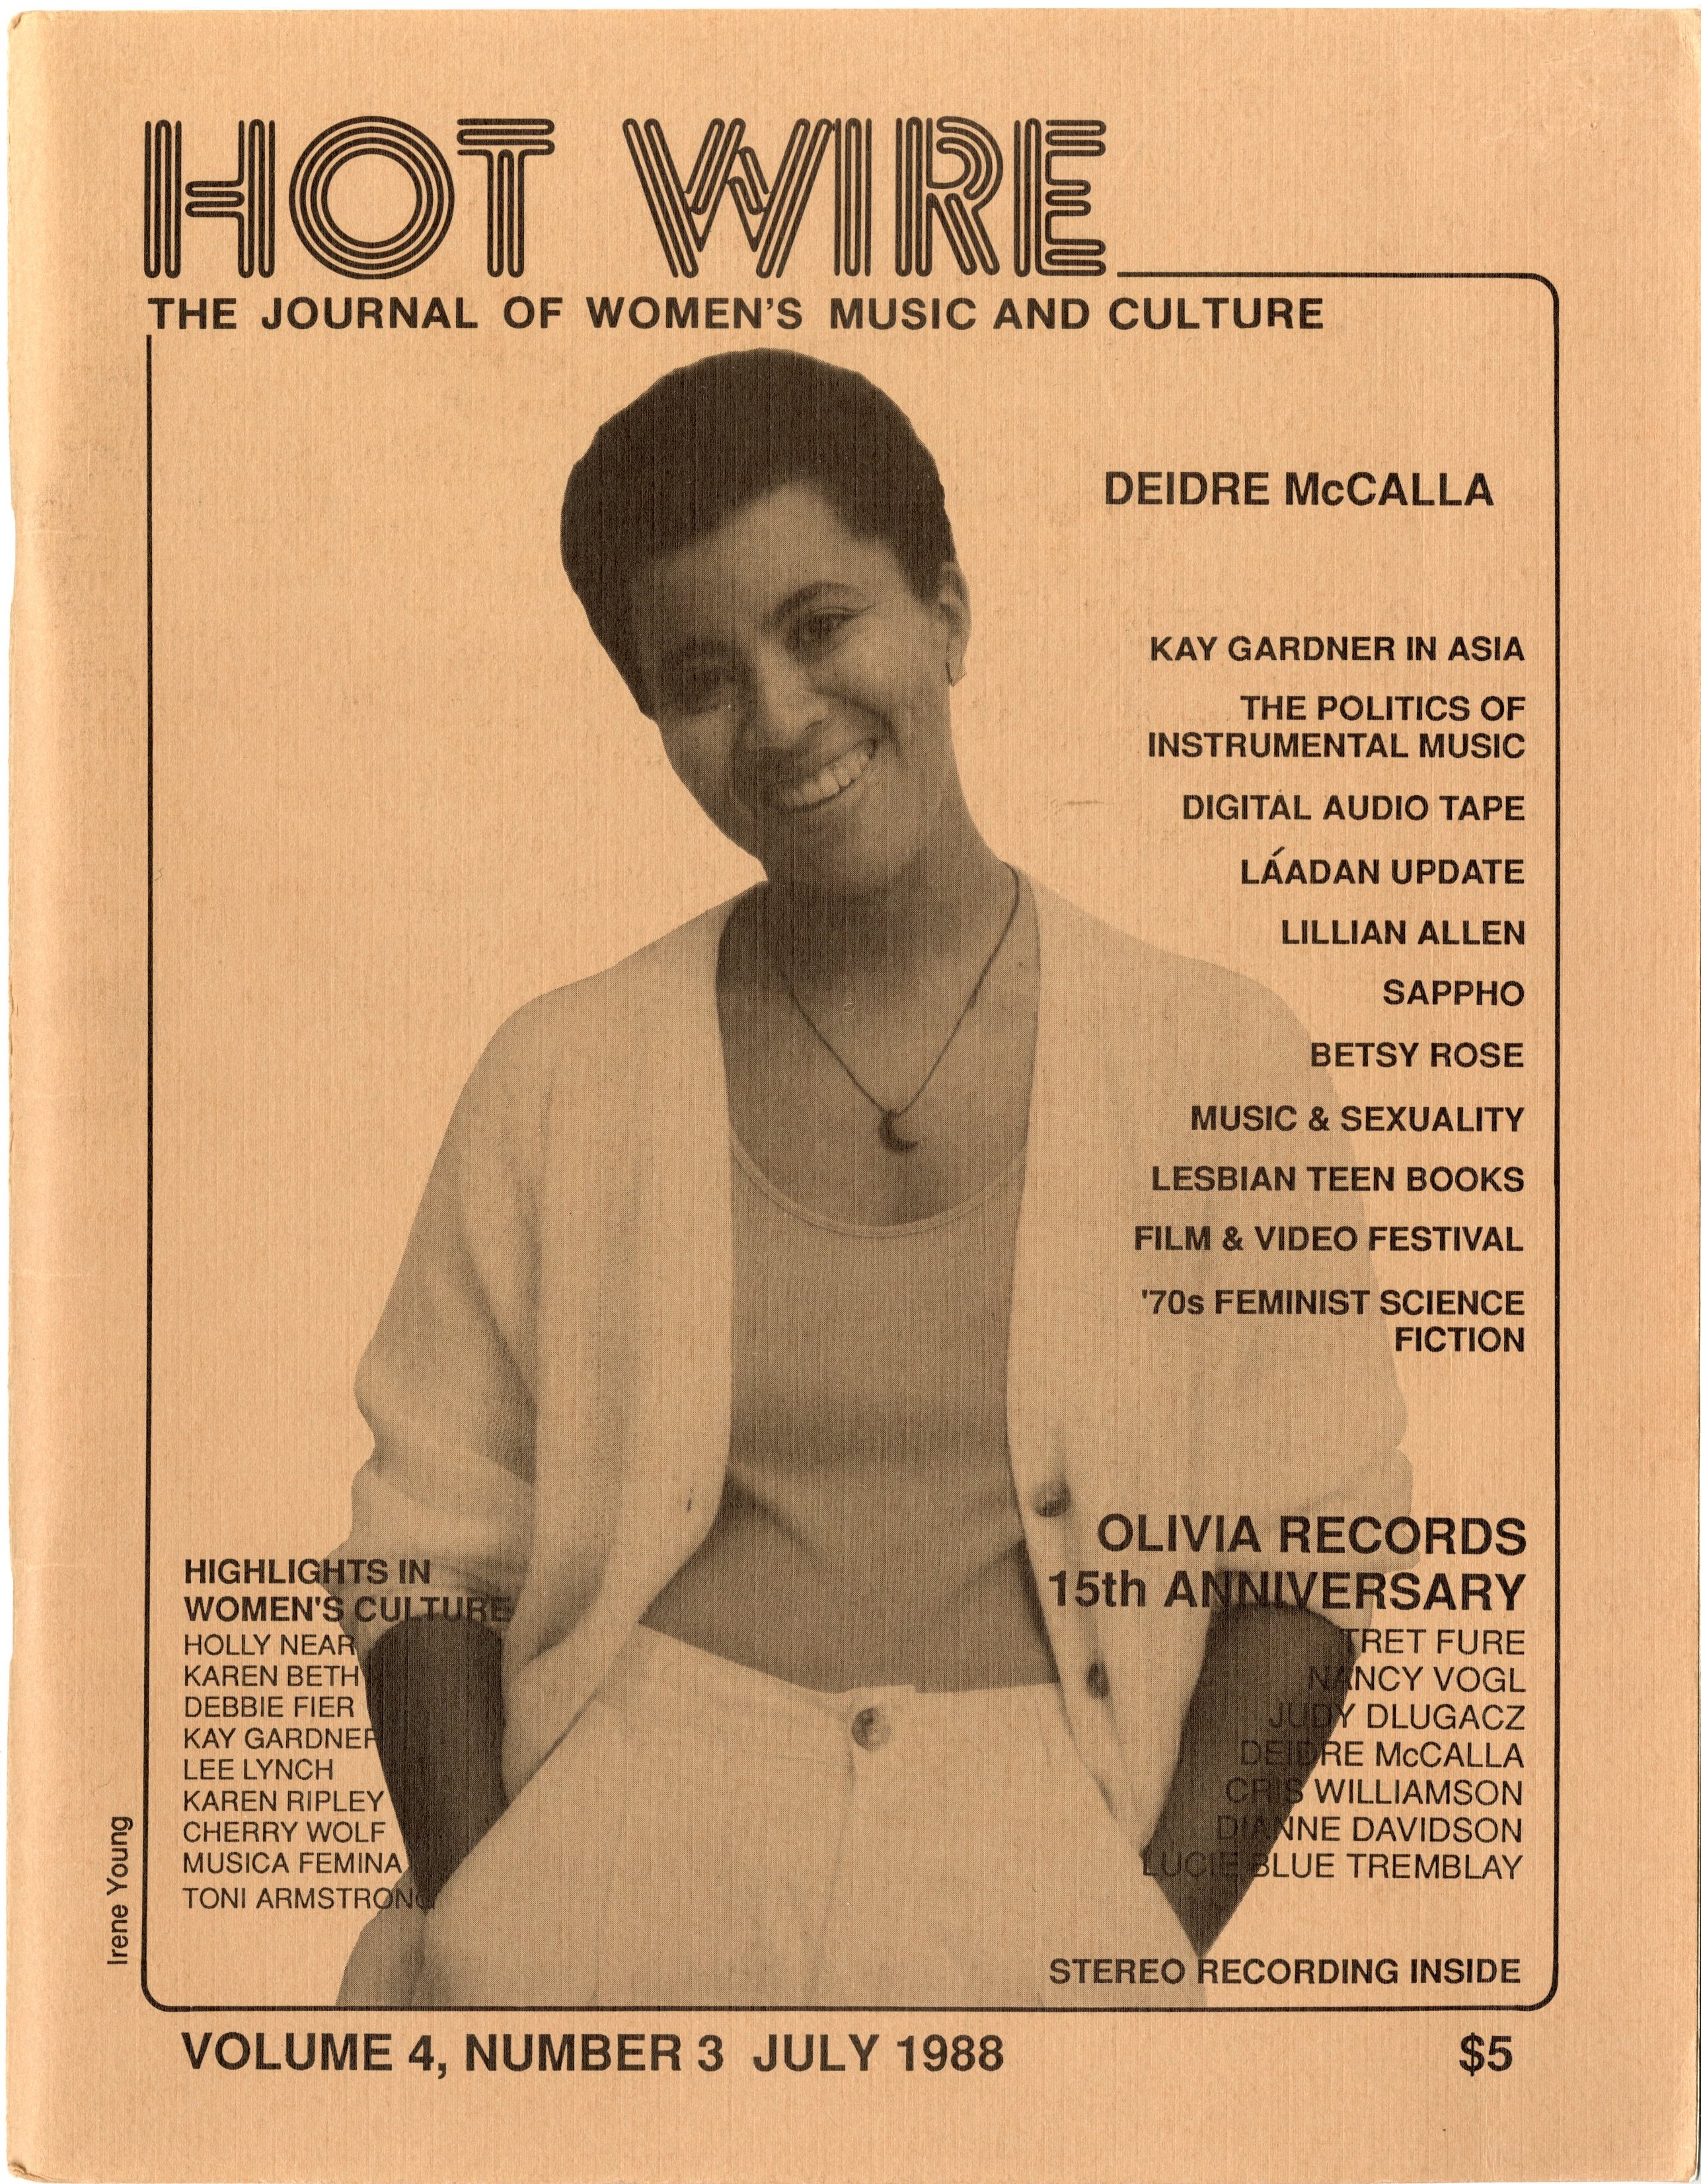 HOT WIRE
THE JOURNAL OF WOMEN'S MUSIC AND CULTURE
DEIDRE McCALLA
KAY GARDNER IN ASIA
THE POLITICS OF
INSTRUMENTAL MUSIC
DIGITAL AUDIO TAPE
LÁADAN UPDATE
LILLIAN ALLEN
SAPPHO
BETSY ROSE
MUSIC & SEXUALITY
LESBIAN TEEN BOOKS
FILM & VIDEO FESTIVAL
'70s FEMINIST SCIENCE
FICTION
OLIVIA RECORDS
15th ANNIVERSARY
TRET FURE
NANCY VOGL
JUDY DLUGACZ
DEIDRE McCALLA
CRIS WILLIAMSON
DIANNE DAVIDSON
LUCIE BLUE TREMBLAY
STEREO RECORDING INSIDE
HIGHLIGHTS IN
WOMEN'S CULTURE
HOLLY NEAR
KAREN BETH
DEBBIE FIER
KAY GARDNER
LEE LYNCH
KAREN RIPLEY
CHERRY WOLF
MUSICA FEMINA
TONI ARMSTRONG
Irene Young
VOLUME 4, NUMBER 3 JULY 1988
$5